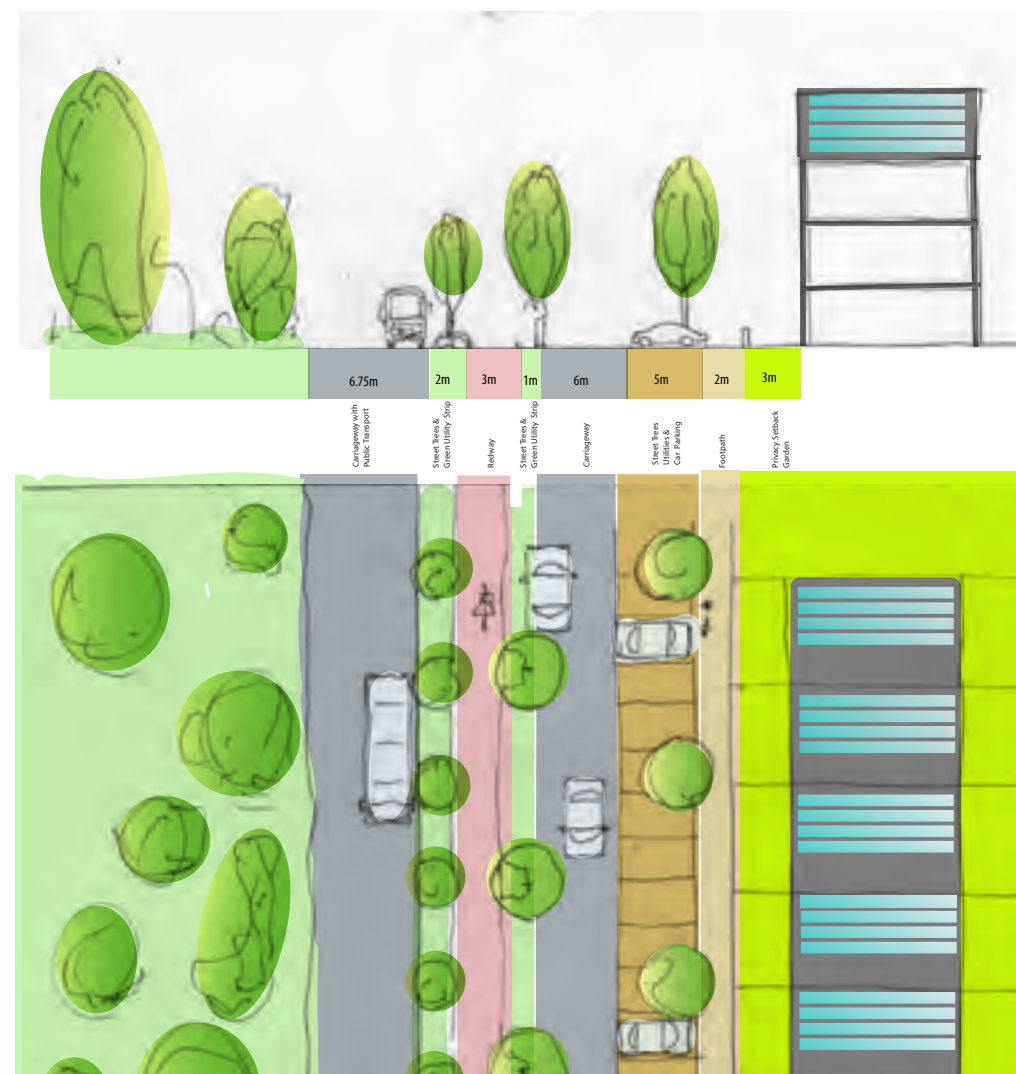 6.75m
2m
3m
1m
6m
5m
2m
3m
Carriageway with
Public Transport
Street Trees &
Green Utility Strip
Redway
Street Trees &
Green Utility Strip
Carriageway
Street Trees
Utilities &
Car Parking
Footpath
Privacy Setback
Garden